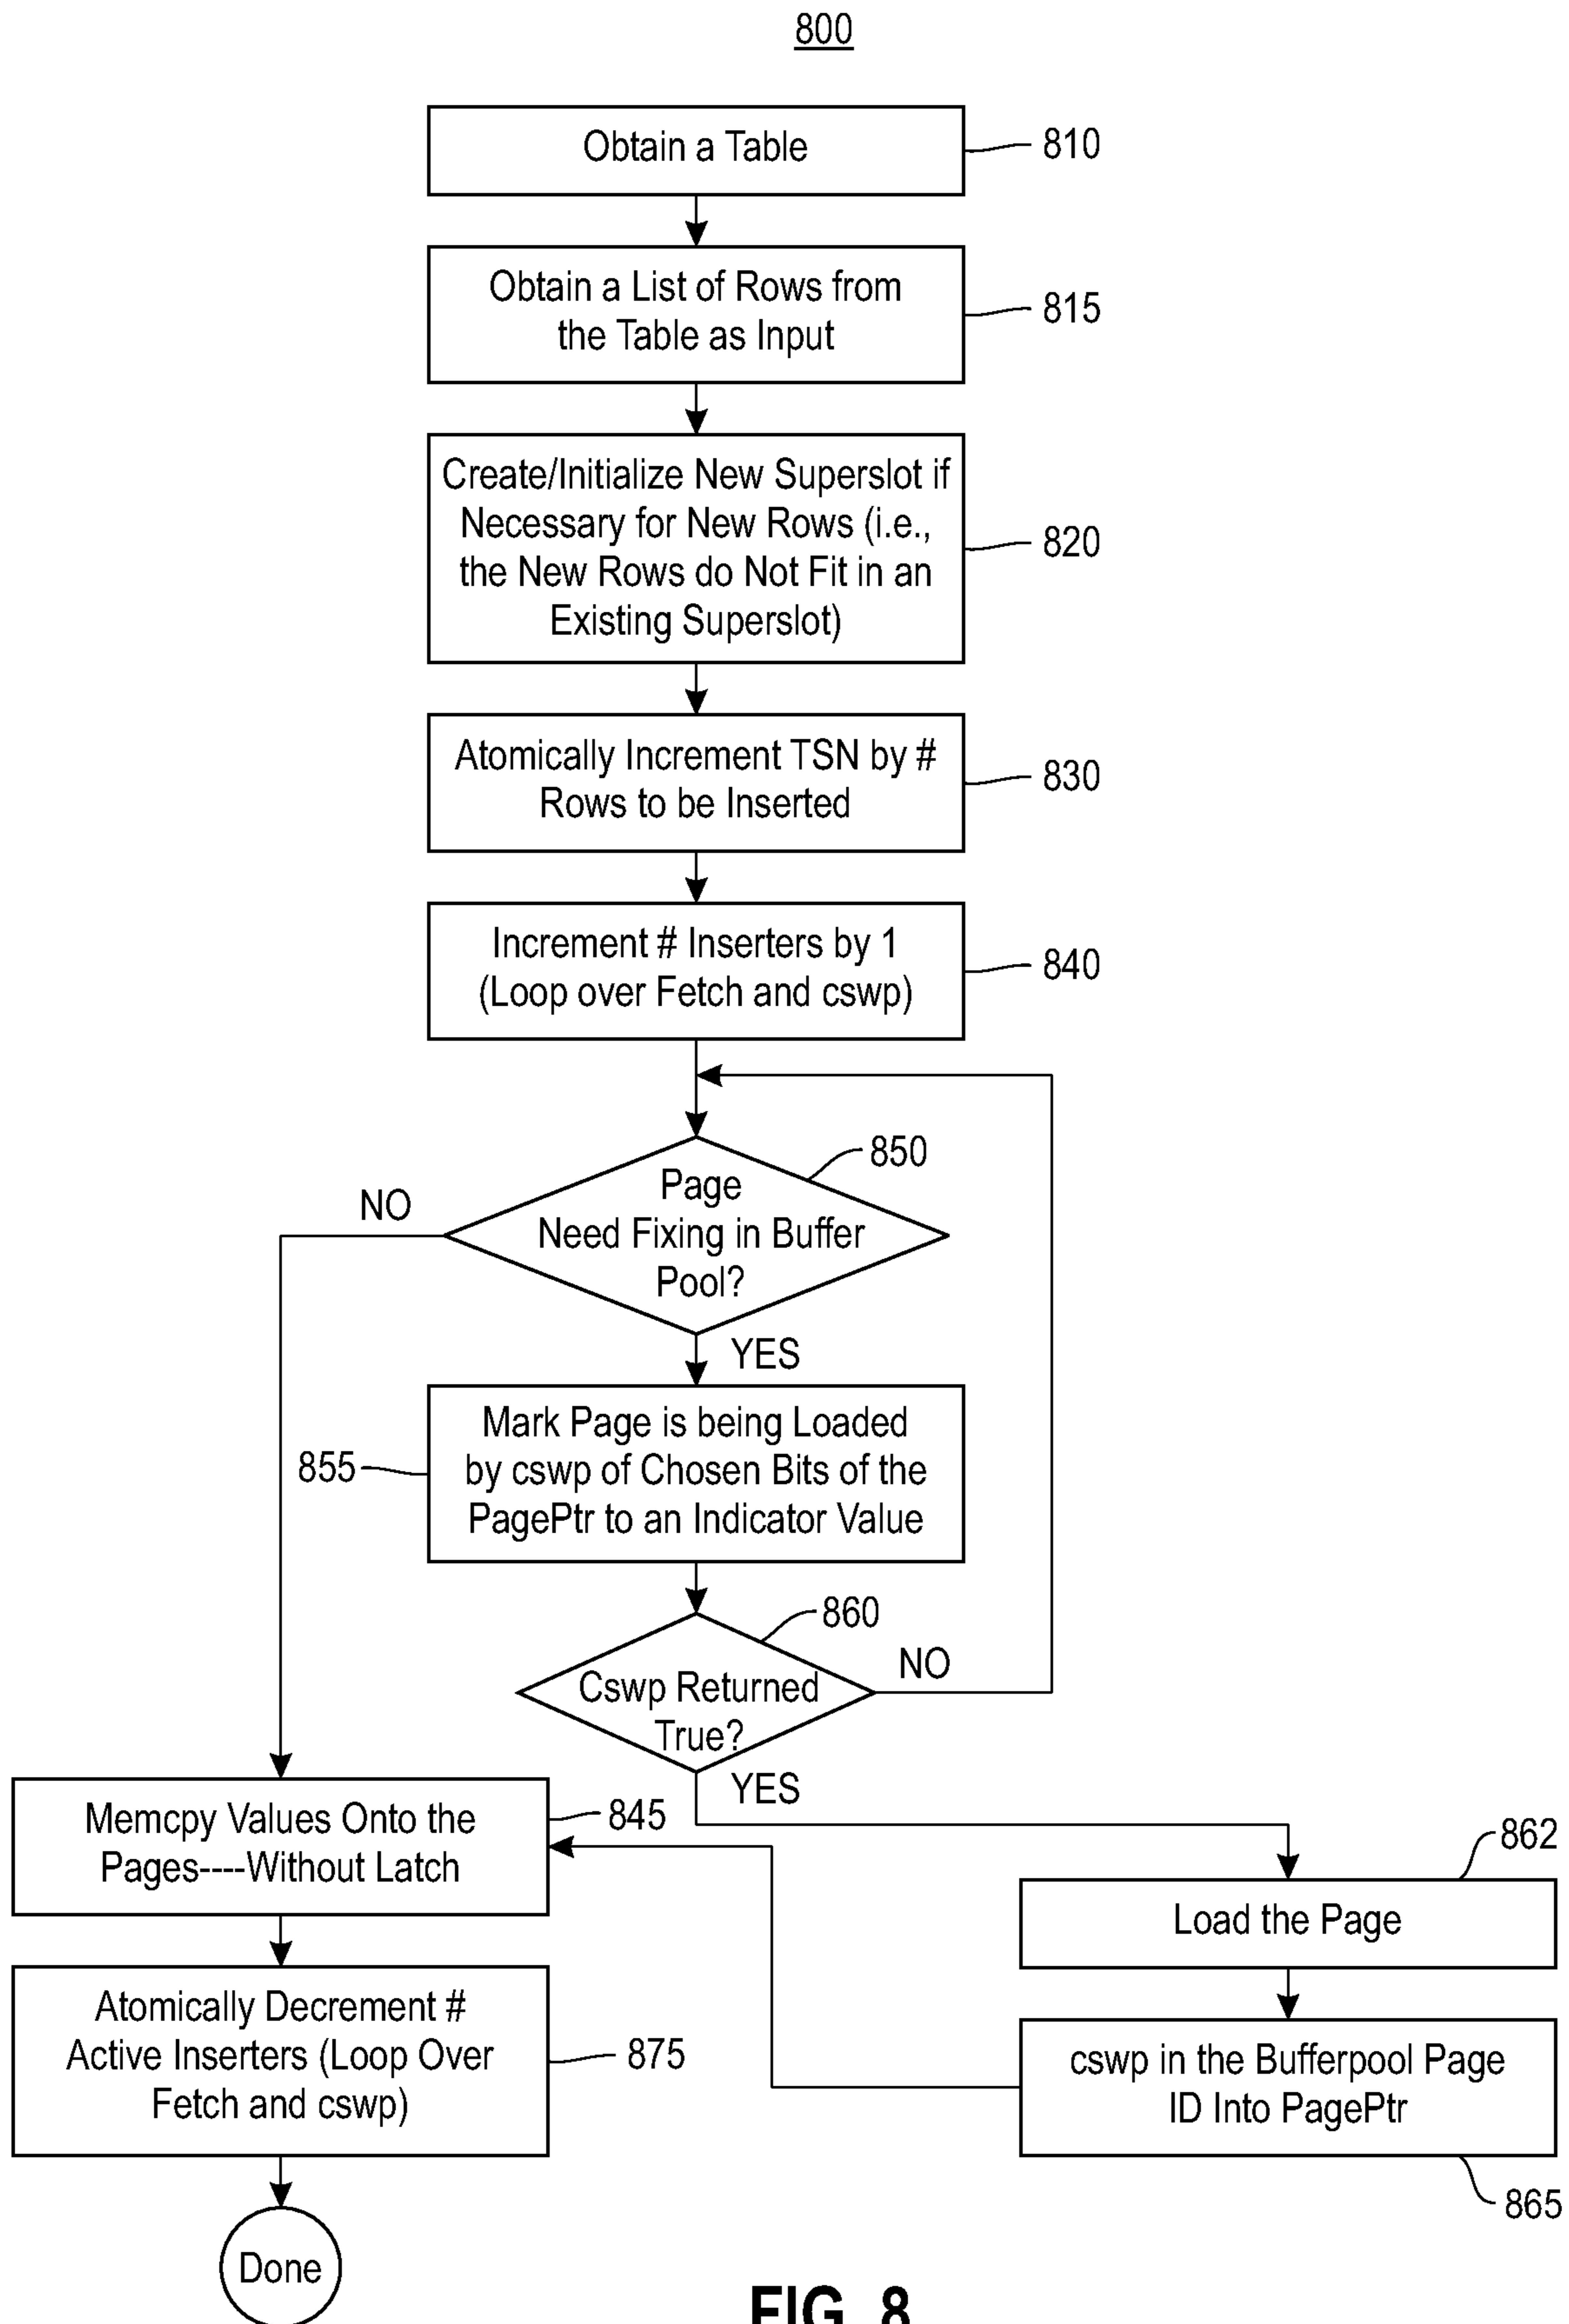 800
Obtain a Table
810
Obtain a List of Rows from
the Table as Input
815
Create/Initialize New Superslot if
Necessary for New Rows (i.e.,
the New Rows do Not Fit in an
Existing Superslot)
820
Atomically Increment TSN by #
Rows to be Inserted
830
Increment # Inserters by 1
(Loop over Fetch and cswp)
840
Page
Need Fixing in Buffer
Pool?
850
NO
YES
Mark Page is being Loaded
by cswp of Chosen Bits of the
PagePtr to an Indicator Value
855
Cswp Returned
True?
860
NO
YES
Memcpy Values Onto the
Pages----Without Latch
845
Load the Page
862
Atomically Decrement #
Active Inserters (Loop Over
Fetch and cswp)
875
cswp in the Bufferpool Page
ID Into PagePtr
865
Done
FIG. 8